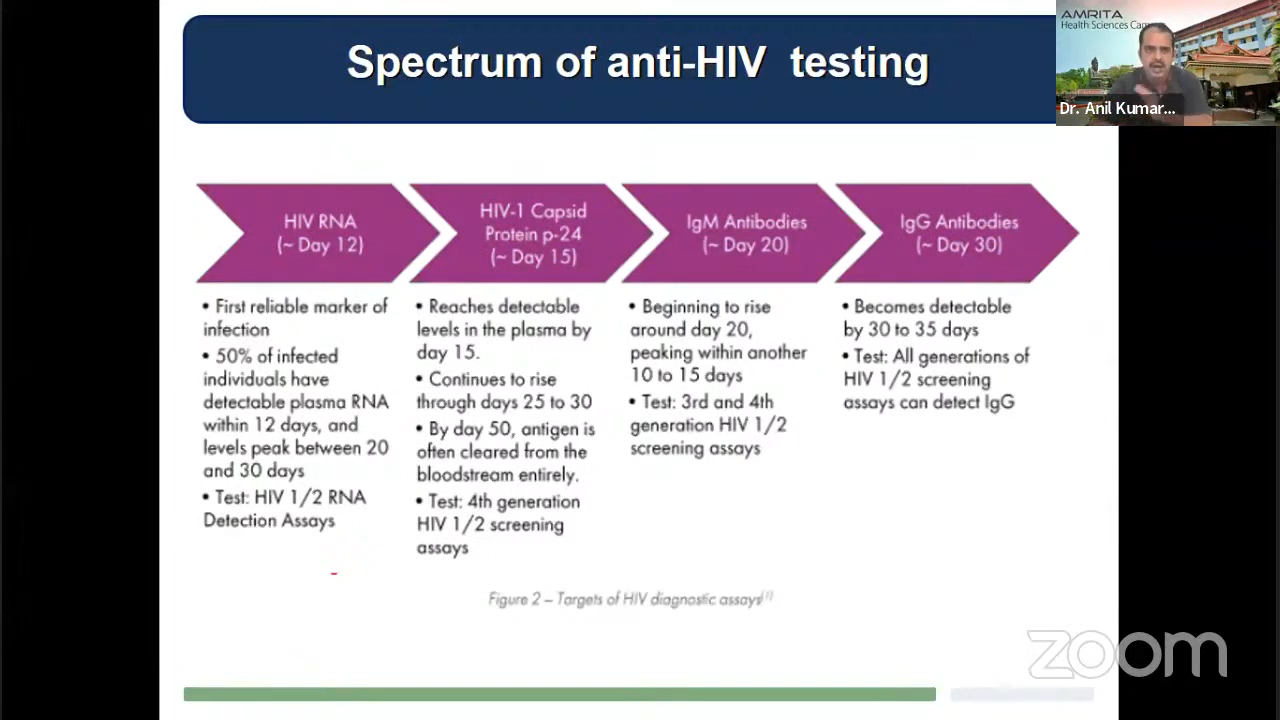 Spectrum of anti-HIV testing
AMRITA
Health Sciences Cam
Dr. Anil Kumar...
HIV RNA
(~ Day 12)
• First reliable marker of
infection
• 50% of infected
individuals have
detectable plasma RNA
within 12 days, and
levels peak between 20
and 30 days
• Test: HIV 1/2 RNA
Detection Assays
HIV-1 Capsid
Protein p-24
(~ Day 15)
• Reaches detectable
levels in the plasma by
day 15.
• Continues to rise
through days 25 to 30
• By day 50, antigen is
often cleared from the
bloodstream entirely.
• Test: 4th generation
HIV 1/2 screening
assays
IgM Antibodies
(~ Day 20)
• Beginning to rise
around day 20,
peaking within another
10 to 15 days
• Test: 3rd and 4th
generation HIV 1/2
screening assays
IgG Antibodies
(~ Day 30)
• Becomes detectable
by 30 to 35 days
• Test: All generations of
HIV 1/2 screening
assays can detect IgG
Figure 2 – Targets of HIV diagnostic assays
zoom